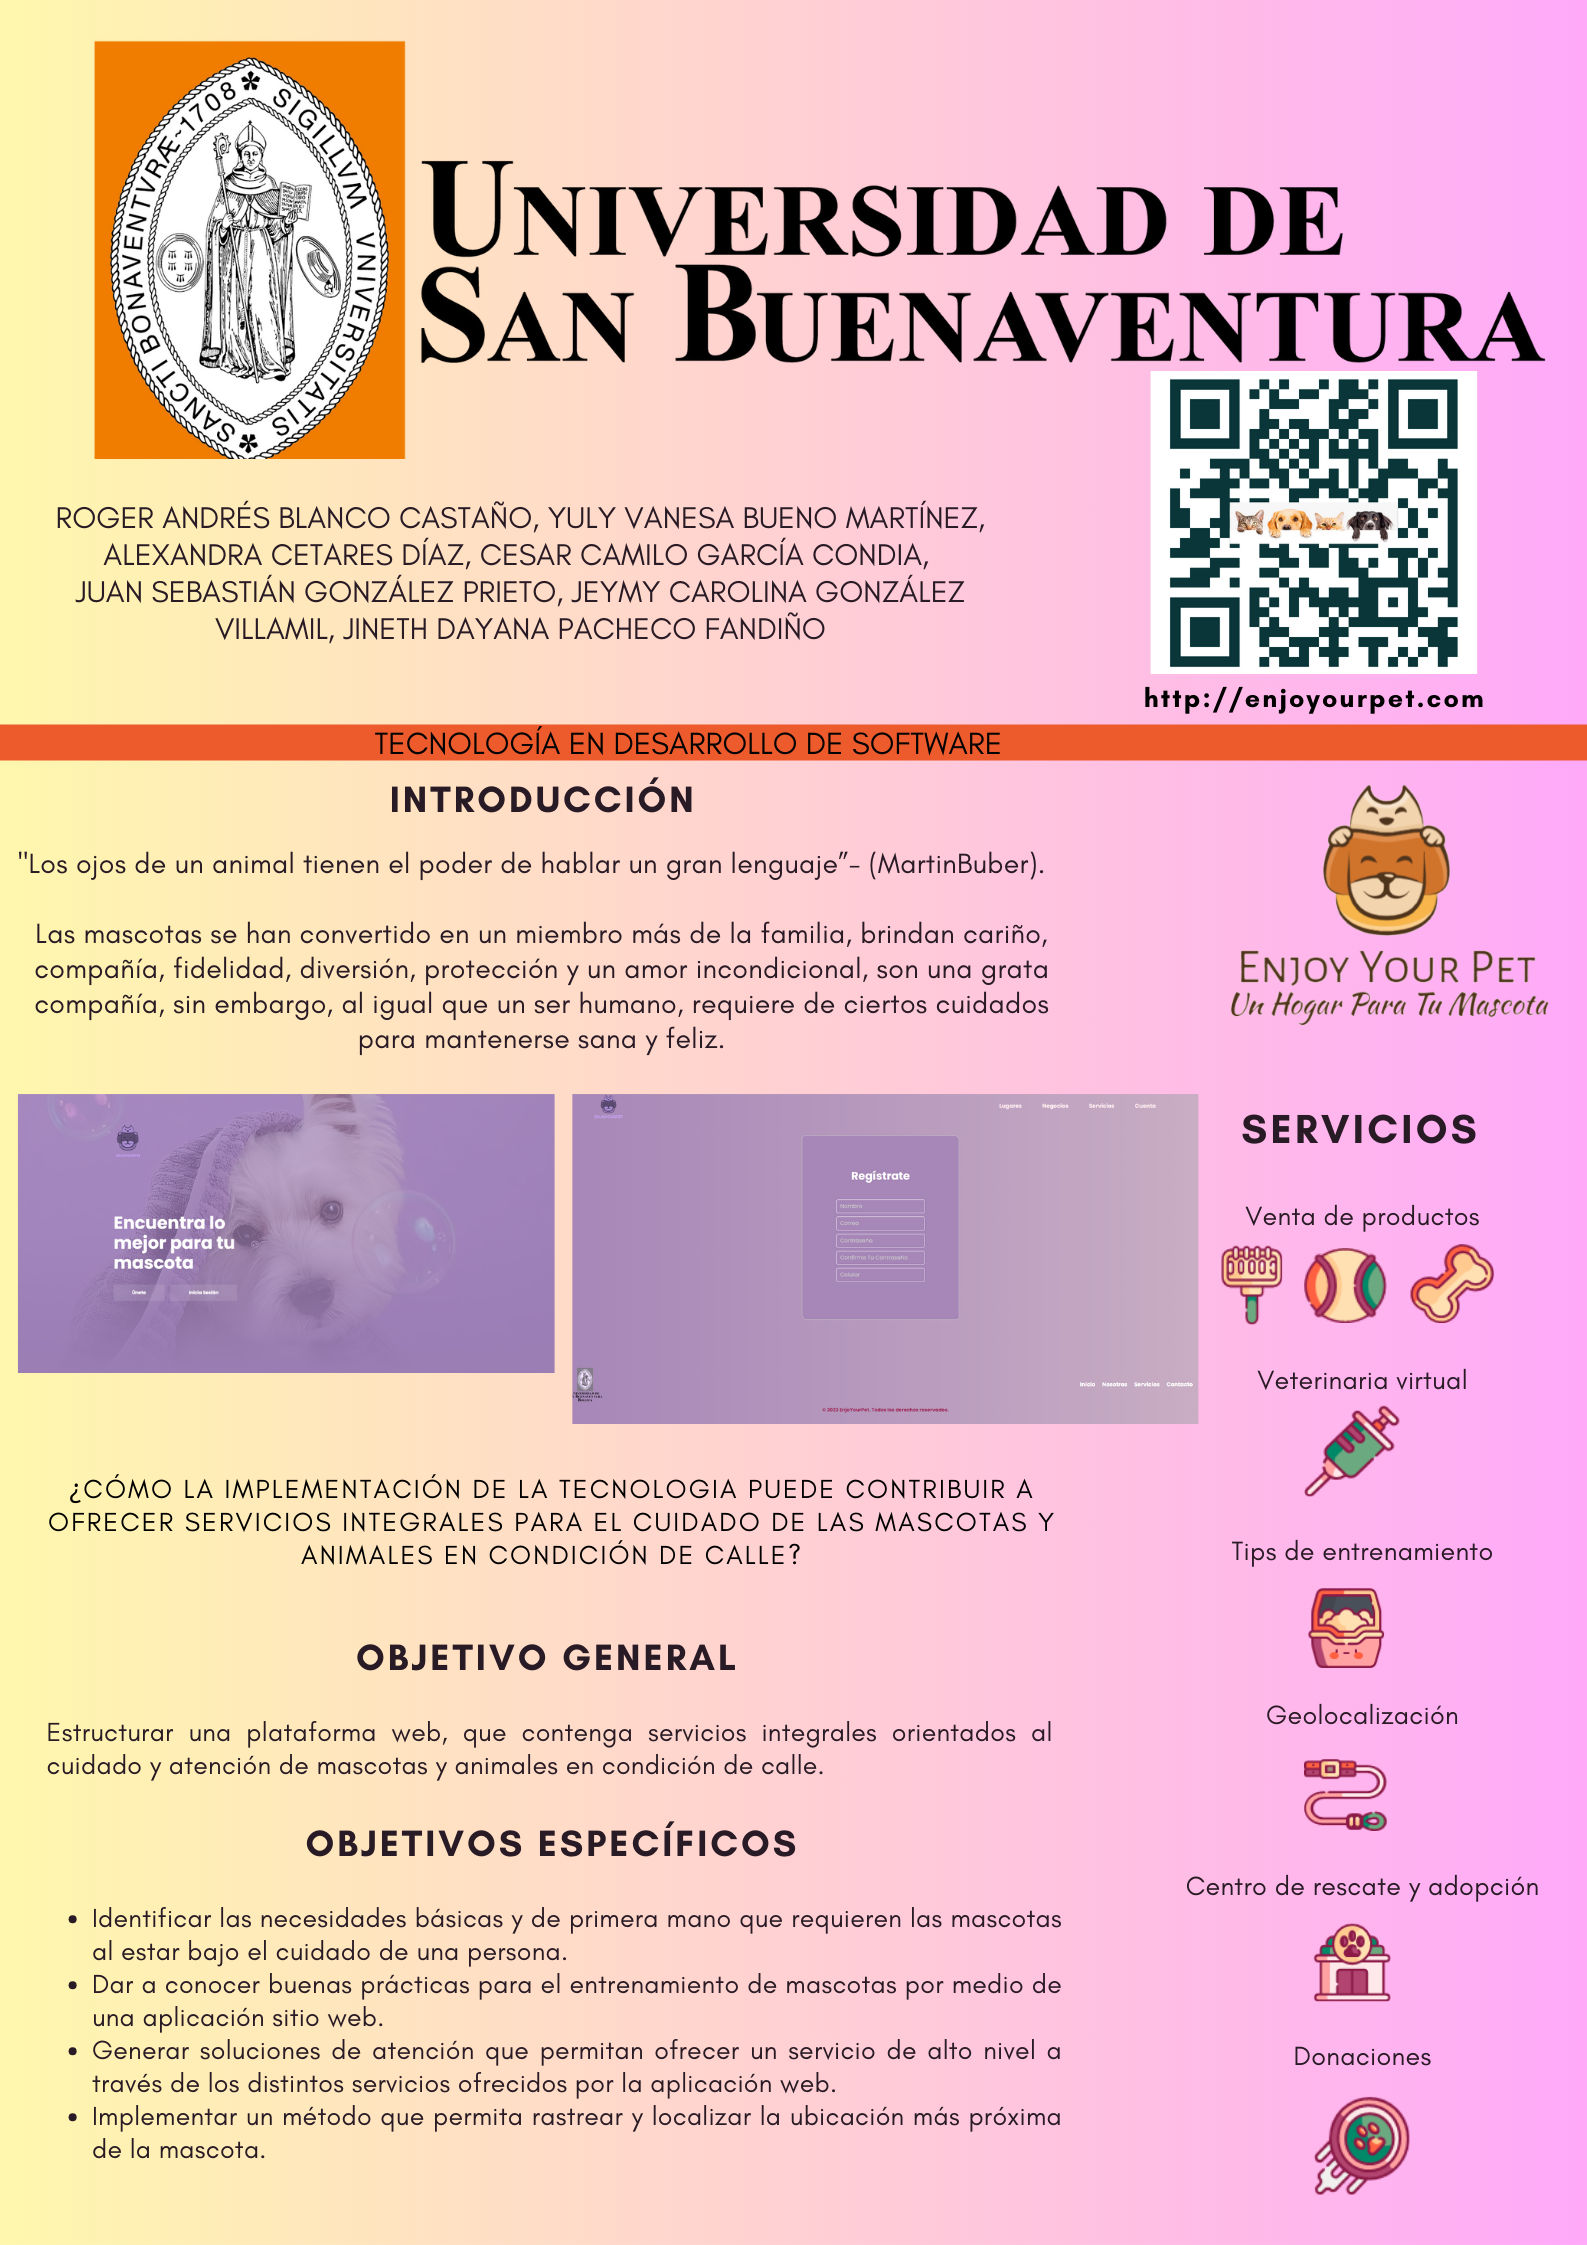 SANCTI BONAVENTVRÆ~1708 * SIGILLVM VNIVERSITATIS *
UNIVERSIDAD DE
SAN BUENAVENTURA
ROGER ANDRÉS BLANCO CASTAÑO, YULY VANESA BUENO MARTÍNEZ,
ALEXANDRA CETARES DÍAZ, CESAR CAMILO GARCÍA CONDIA,
JUAN SEBASTIÁN GONZÁLEZ PRIETO, JEYMY CAROLINA GONZÁLEZ
VILLAMIL, JINETH DAYANA PACHECO FANDIÑO
http://enjoyourpet.com
TECNOLOGÍA EN DESARROLLO DE SOFTWARE
INTRODUCCIÓN
"Los ojos de un animal tienen el poder de hablar un gran lenguaje”- (MartinBuber).
Las mascotas se han convertido en un miembro más de la familia, brindan cariño,
compañía, fidelidad, diversión, protección y un amor incondicional, son una grata
compañía, sin embargo, al igual que un ser humano, requiere de ciertos cuidados
para mantenerse sana y feliz.
ENJOY YOUR PET
Un Hogar Para Tu Mascota
Encuentra lo
mejor para tu
mascota
Únete
Inicia Sesión
Lugares Negocios Servicios Cuenta
Regístrate
Nombre
Correo
Contraseña
Confirma Tu Contraseña
Celular
Inicio Nosotros Servicios Contacto
© 2022 EnjoYourPet, Todos los derechos reservados.
¿CÓMO LA IMPLEMENTACIÓN DE LA TECNOLOGIA PUEDE CONTRIBUIR A
OFRECER SERVICIOS INTEGRALES PARA EL CUIDADO DE LAS MASCOTAS Y
ANIMALES EN CONDICIÓN DE CALLE?
OBJETIVO GENERAL
Estructurar una plataforma web, que contenga servicios integrales orientados al
cuidado y atención de mascotas y animales en condición de calle.
OBJETIVOS ESPECÍFICOS
• Identificar las necesidades básicas y de primera mano que requieren las mascotas
al estar bajo el cuidado de una persona.
• Dar a conocer buenas prácticas para el entrenamiento de mascotas por medio de
una aplicación sitio web.
• Generar soluciones de atención que permitan ofrecer un servicio de alto nivel a
través de los distintos servicios ofrecidos por la aplicación web.
• Implementar un método que permita rastrear y localizar la ubicación más próxima
de la mascota.
SERVICIOS
Venta de productos
Veterinaria virtual
Tips de entrenamiento
Geolocalización
Centro de rescate y adopción
Donaciones